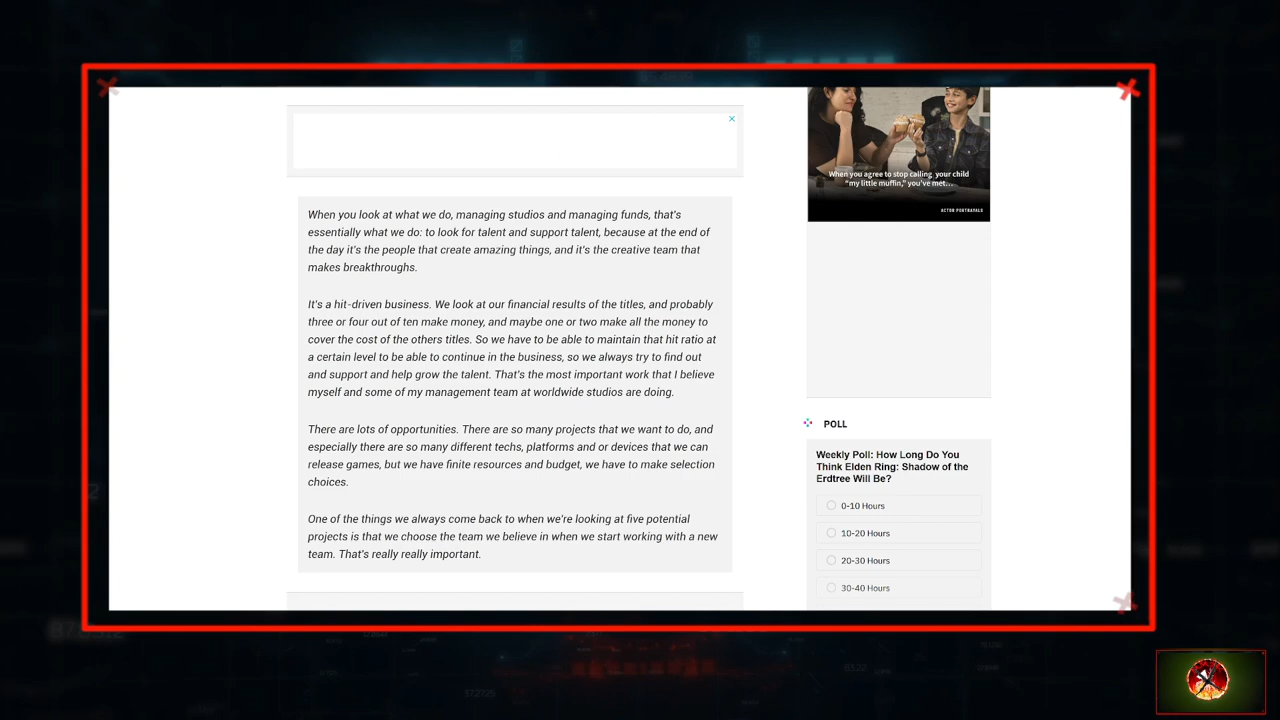 When you look at what we do, managing studios and managing funds, that's
essentially what we do: to look for talent and support talent, because at the end of
the day it's the people that create amazing things, and it's the creative team that
makes breakthroughs.
It's a hit-driven business. We look at our financial results of the titles, and probably
three or four out of ten make money, and maybe one or two make all the money to
cover the cost of the others titles. So we have to be able to maintain that hit ratio at
a certain level to be able to continue in the business, so we always try to find out
and support and help grow the talent. That's the most important work that I believe
myself and some of my management team at worldwide studios are doing.
There are lots of opportunities. There are so many projects that we want to do, and
especially there are so many different techs, platforms and or devices that we can
release games, but we have finite resources and budget, we have to make selection
choices.
One of the things we always come back to when we're looking at five potential
projects is that we choose the team we believe in when we start working with a new
team. That's really really important.
When you agree to stop calling your child
"my little muffin," you've met...
ACTOR PORTRAYALS
POLL
Weekly Poll: How Long Do You
Think Elden Ring: Shadow of the
Erdtree Will Be?
0-10 Hours
10-20 Hours
20-30 Hours
30-40 Hours